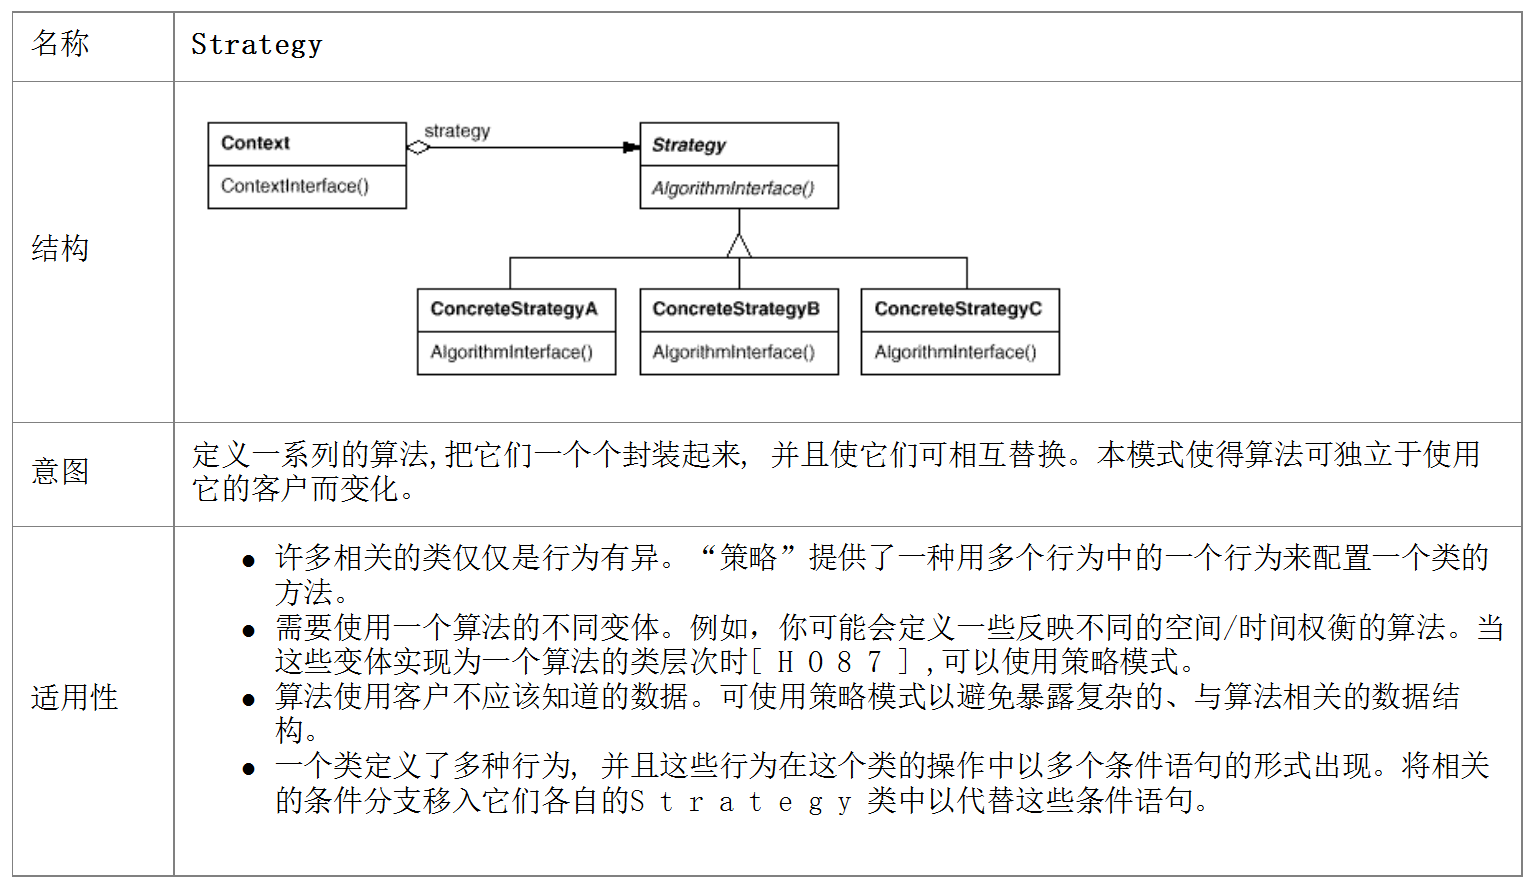 名称
Strategy
结构
strategy
Context
ContextInterface()
Strategy
AlgorithmInterface()
ConcreteStrategyA
AlgorithmInterface()
ConcreteStrategyB
AlgorithmInterface()
ConcreteStrategyC
AlgorithmInterface()
意图
定义一系列的算法,把它们一个个封装起来, 并且使它们可相互替换。本模式使得算法可独立于使用
它的客户而变化。
适用性
● 许多相关的类仅仅是行为有异。“策略”提供了一种用多个行为中的一个行为来配置一个类的
方法。
● 需要使用一个算法的不同变体。例如，你可能会定义一些反映不同的空间/时间权衡的算法。当
这些变体实现为一个算法的类层次时[ H O 8 7 ] ,可以使用策略模式。
● 算法使用客户不应该知道的数据。可使用策略模式以避免暴露复杂的、与算法相关的数据结
构。
● 一个类定义了多种行为, 并且这些行为在这个类的操作中以多个条件语句的形式出现。将相关
的条件分支移入它们各自的S t r a t e g y 类中以代替这些条件语句。